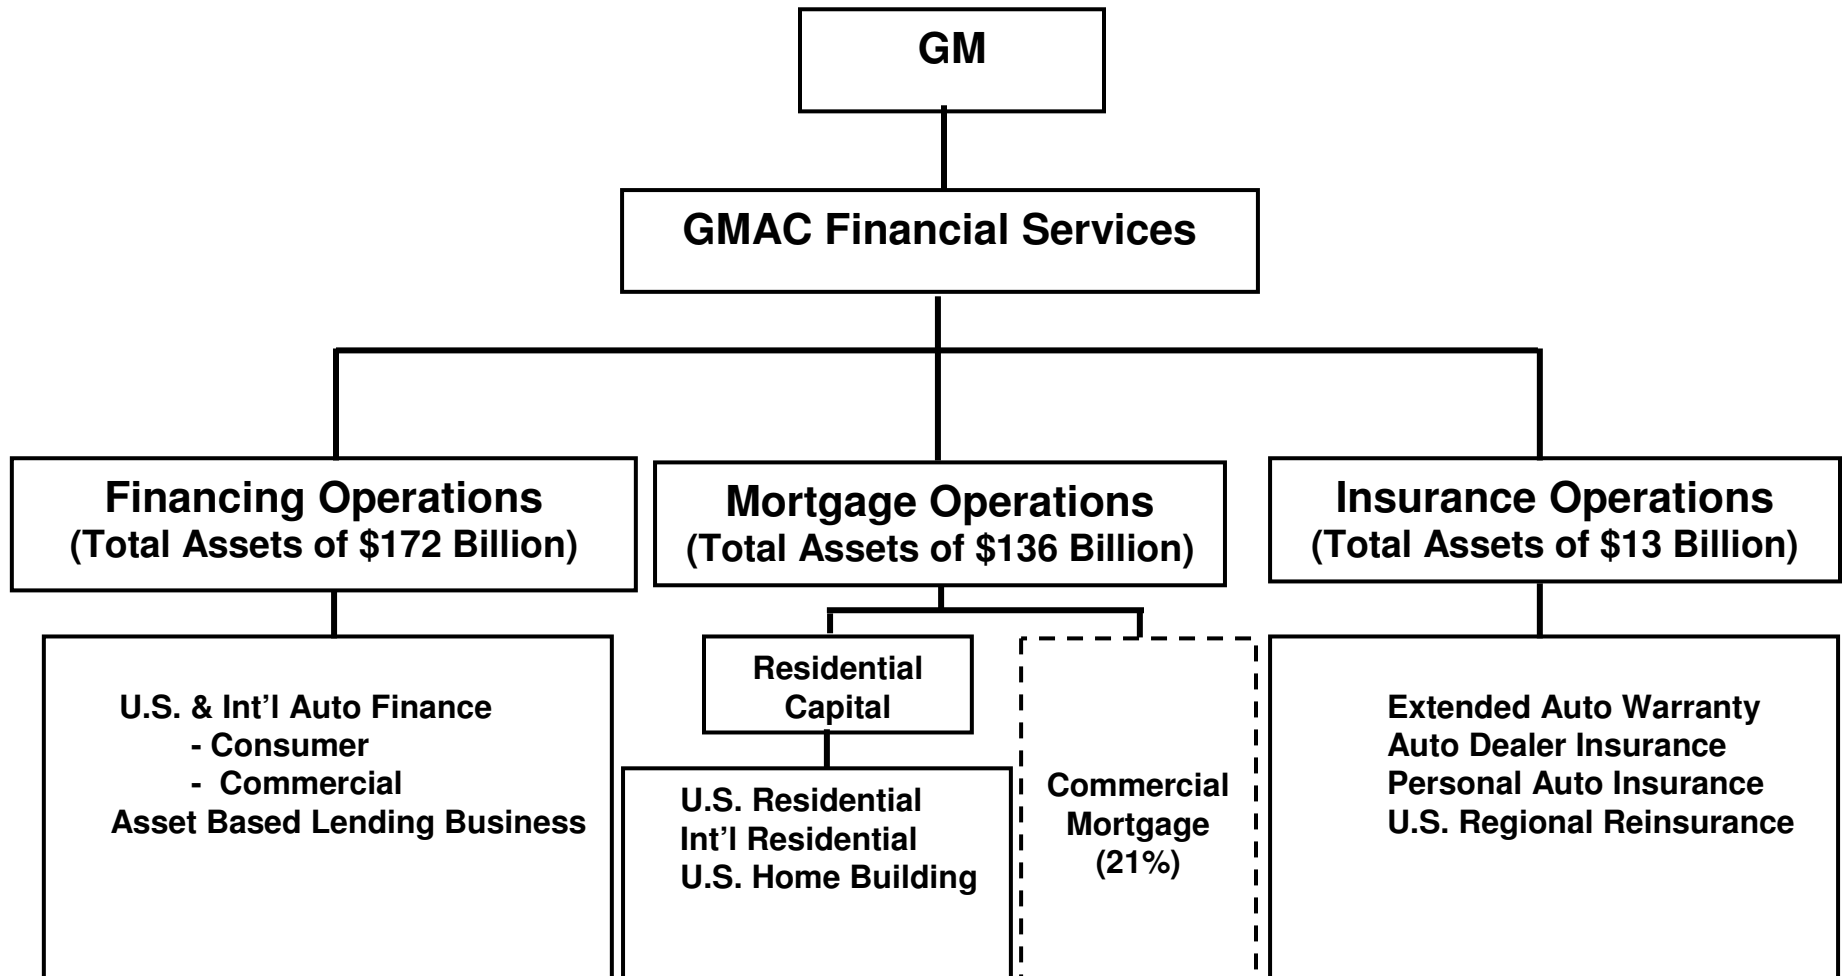 GM
GMAC Financial Services
Financing Operations
(Total Assets of $172 Billion)
Mortgage Operations
(Total Assets of $136 Billion)
Insurance Operations
(Total Assets of $13 Billion)
U.S. & Int’l Auto Finance
- Consumer
- Commercial
Asset Based Lending Business
Residential
Capital
U.S. Residential
Int’l Residential
U.S. Home Building
Commercial
Mortgage
(21%)
Extended Auto Warranty
Auto Dealer Insurance
Personal Auto Insurance
U.S. Regional Reinsurance